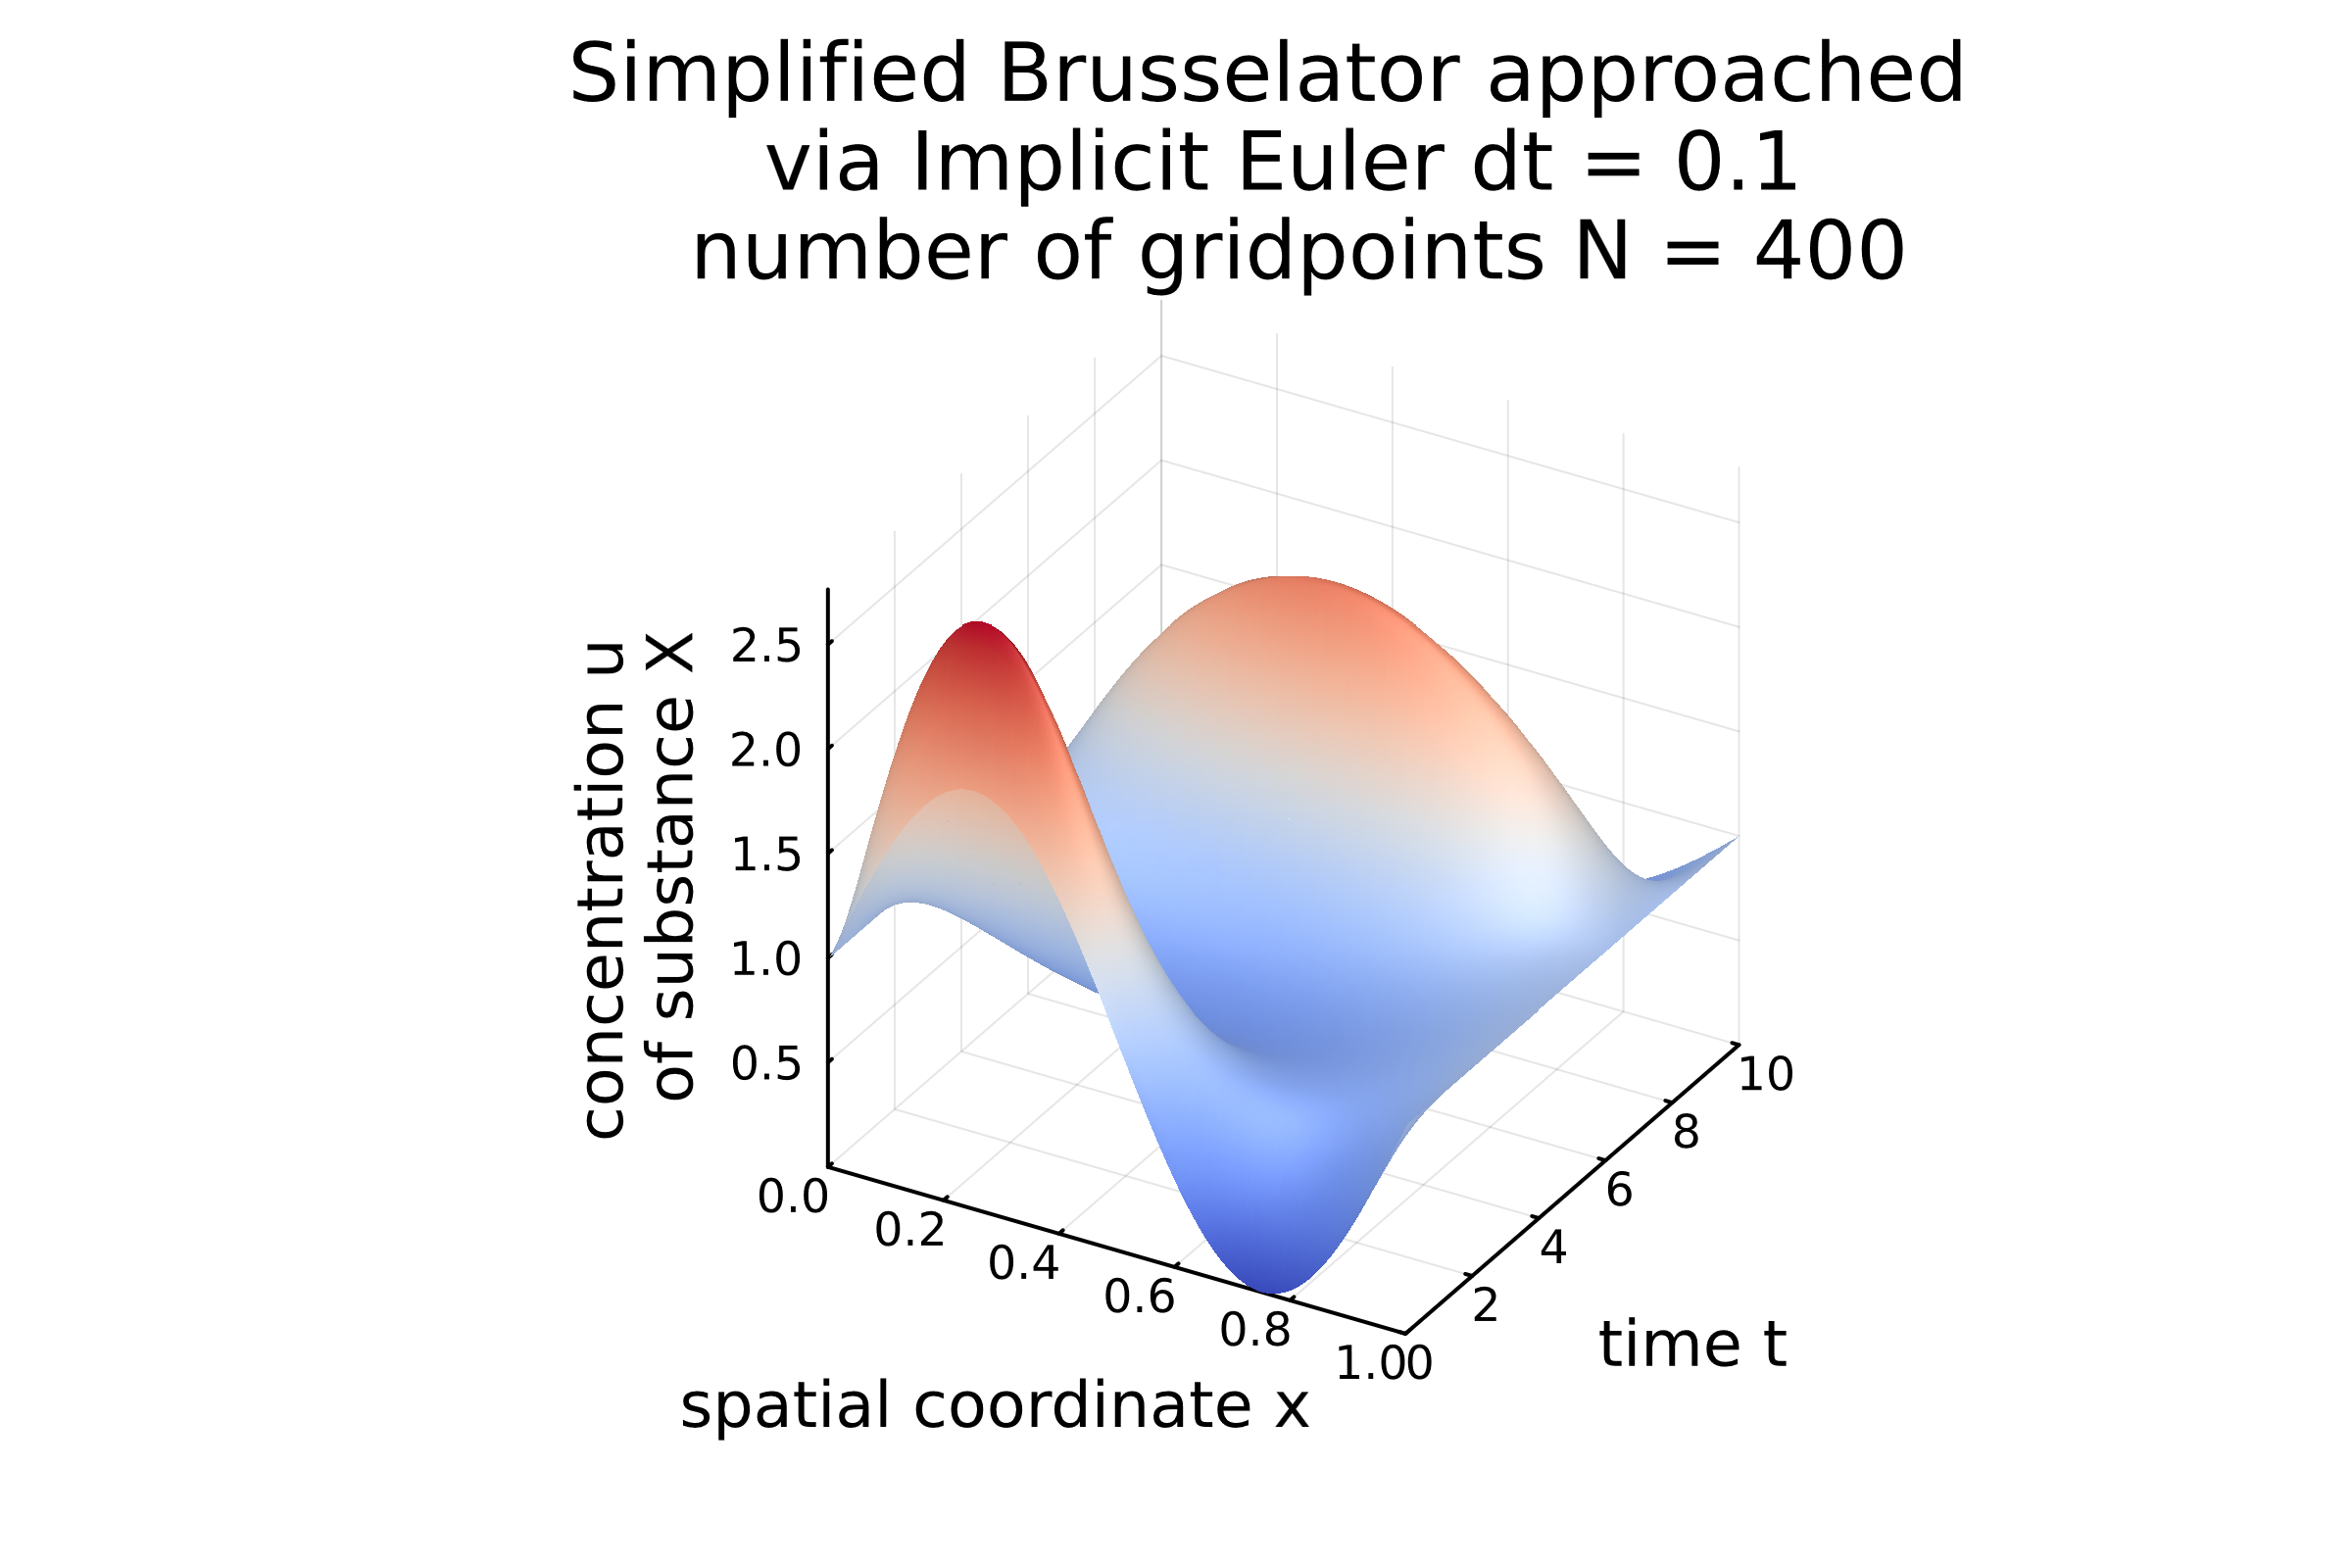 Simplified Brusselator approached
via Implicit Euler dt = 0.1
number of gridpoints N = 400
concentration u
of substance X
2.5
2.0
1.5
1.0
0.5
0.0
0.2
0.4
0.6
0.8
1.00
2
4
6
8
10
spatial coordinate x
time t